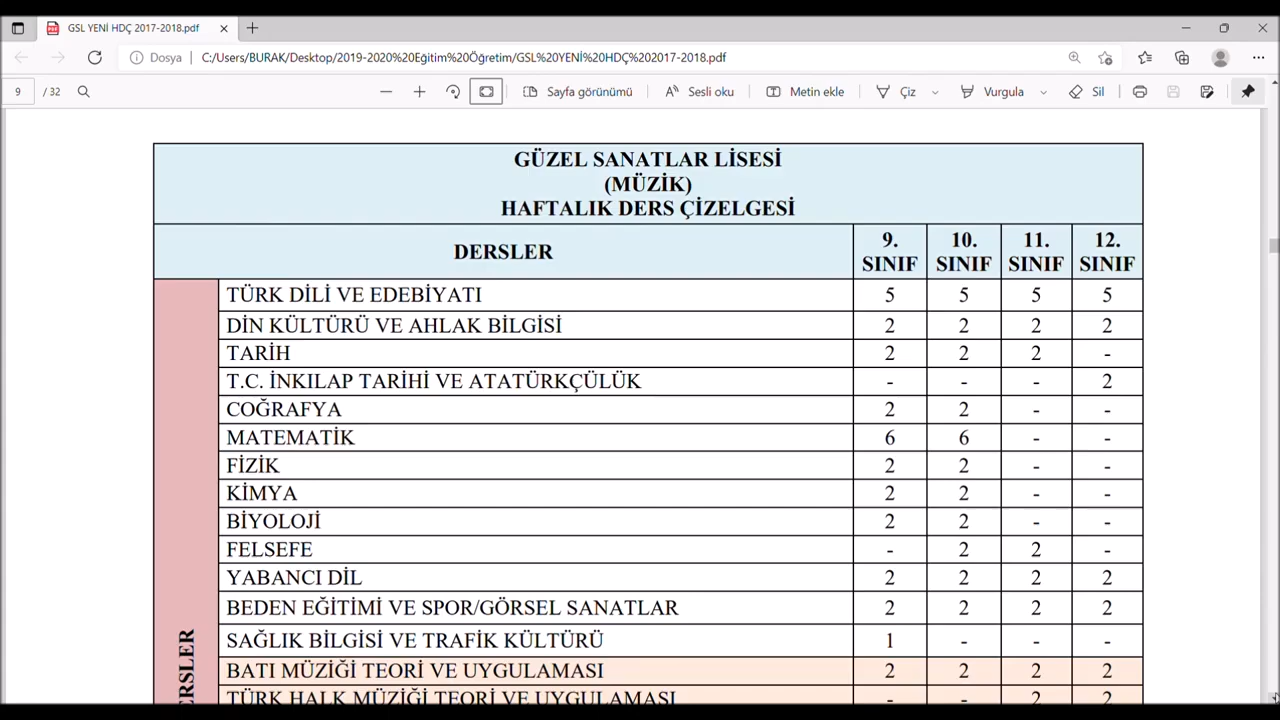 GSL YENİ HDÇ 2017-2018.pdf
Dosya C:/Users/BURAK/Desktop/2019-2020%20Eğitim%20Öğretim/GSL%20YENİ%20HDÇ%202017-2018.pdf
9 / 32 Sayfa görünümü Sesli oku Metin ekle Çiz Vurgula Sil
GÜZEL SANATLAR LİSESİ
(MÜZİK)
HAFTALIK DERS ÇİZELGESİ
DERSLER 9. SINIF 10. SINIF 11. SINIF 12. SINIF
TÜRK DİLİ VE EDEBİYATI 5 5 5 5
DİN KÜLTÜRÜ VE AHLAK BİLGİSİ 2 2 2 2
TARİH 2 2 2 -
T.C. İNKILAP TARİHİ VE ATATÜRKÇÜLÜK - - - 2
COĞRAFYA 2 2 - -
MATEMATİK 6 6 - -
FİZİK 2 2 - -
KİMYA 2 2 - -
BİYOLOJİ 2 2 - -
FELSEFE - 2 2 -
YABANCI DİL 2 2 2 2
BEDEN EĞİTİMİ VE SPOR/GÖRSEL SANATLAR 2 2 2 2
SAĞLIK BİLGİSİ VE TRAFİK KÜLTÜRÜ 1 - - -
BATI MÜZİĞİ TEORİ VE UYGULAMASI 2 2 2 2
TÜRK HALK MÜZİĞİ TEORİ VE UYGULAMASI - - 2 2